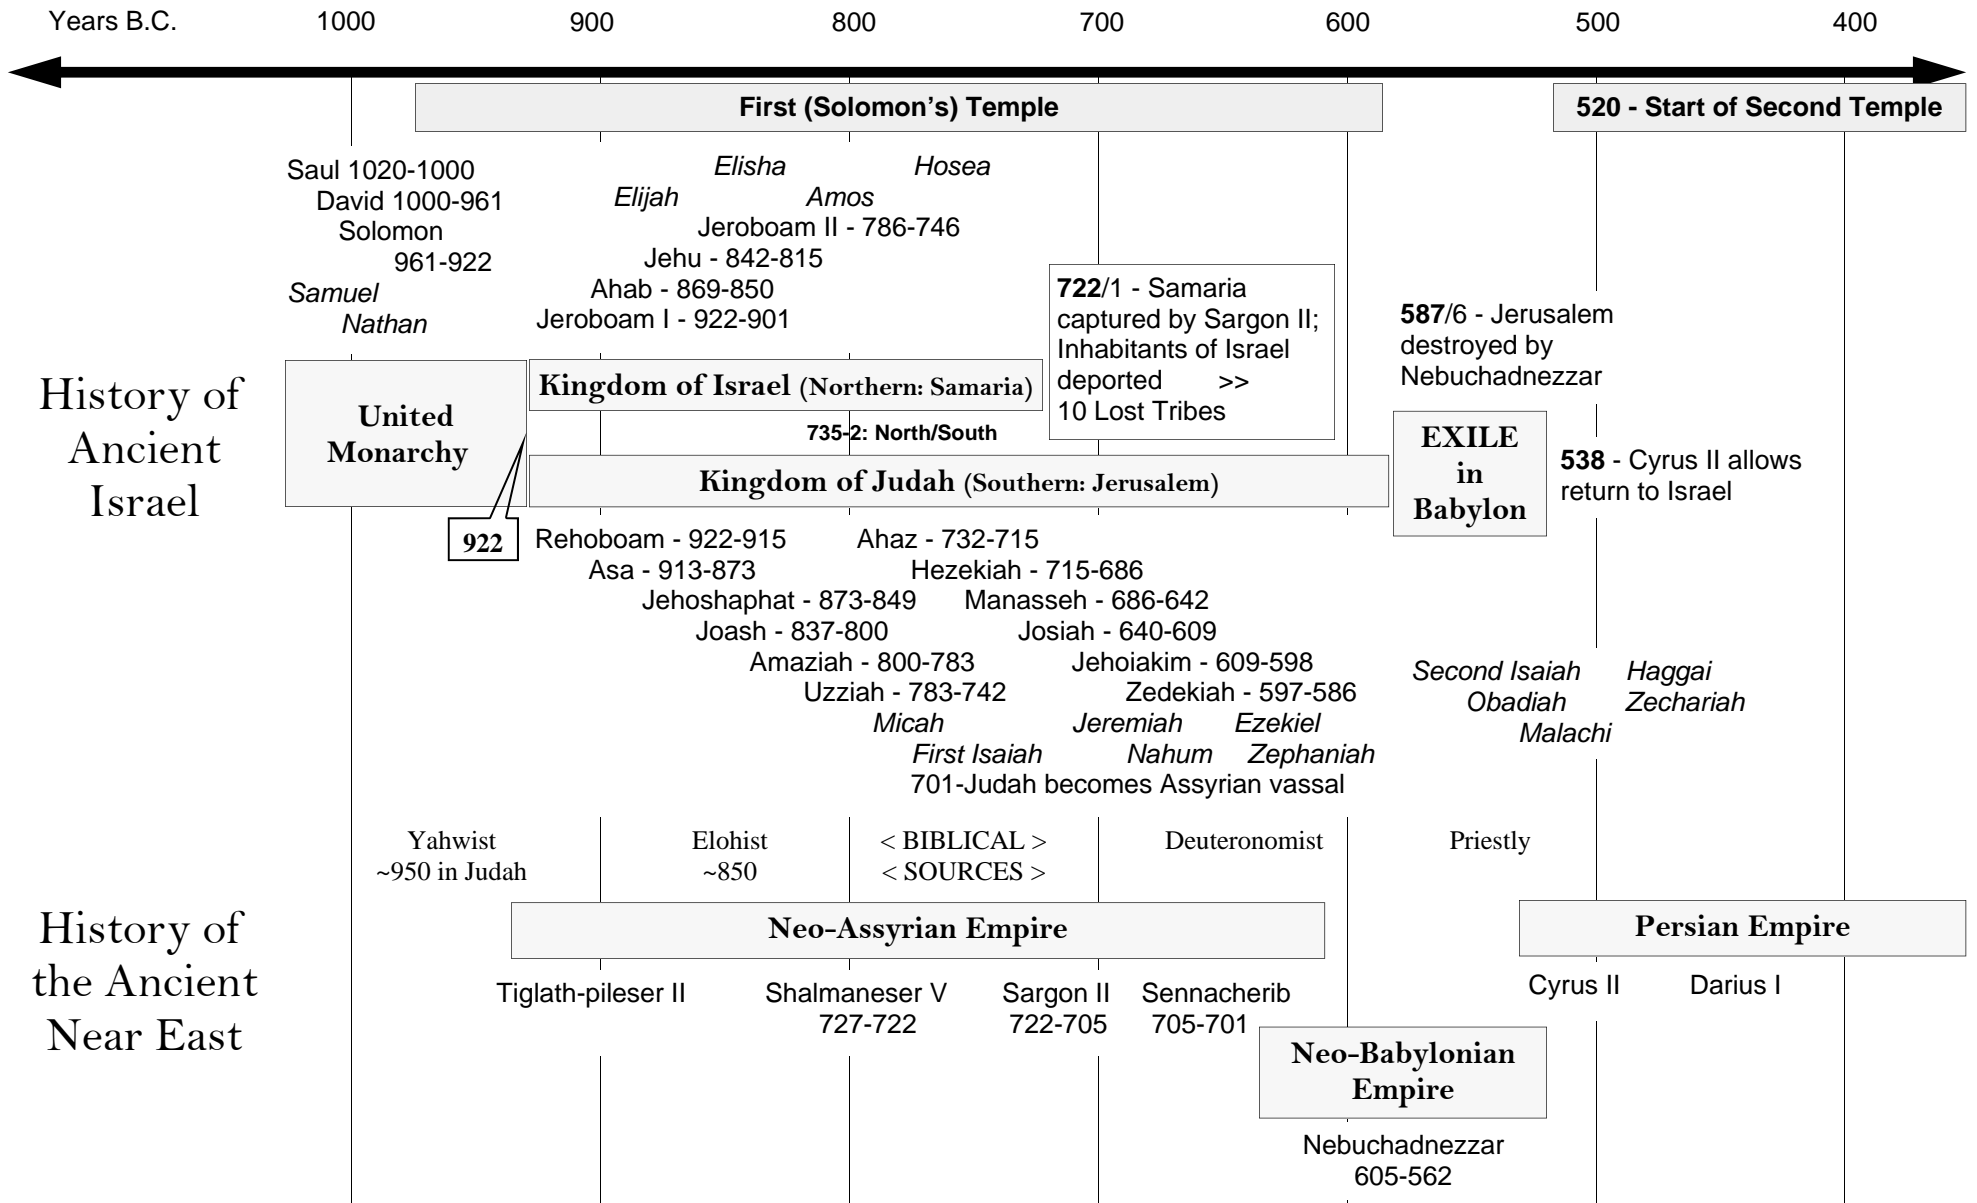 Years B.C. 1000 900 800 700 600 500 400
First (Solomon’s) Temple
520 - Start of Second Temple
Saul 1020-1000
David 1000-961
Solomon
961-922
Samuel
Nathan
Elisha Hosea
Elijah Amos
Jeroboam II - 786-746
Jehu - 842-815
Ahab - 869-850
Jeroboam I - 922-901
722/1 - Samaria
captured by Sargon II;
Inhabitants of Israel
deported >>
10 Lost Tribes
587/6 - Jerusalem
destroyed by
Nebuchadnezzar
History of
Ancient
Israel
United
Monarchy
Kingdom of Israel (Northern: Samaria)
735-2: North/South
Kingdom of Judah (Southern: Jerusalem)
EXILE
in
Babylon
538 - Cyrus II allows
return to Israel
922
Rehoboam - 922-915 Ahaz - 732-715
Asa - 913-873 Hezekiah - 715-686
Jehoshaphat - 873-849 Manasseh - 686-642
Joash - 837-800 Josiah - 640-609
Amaziah - 800-783 Jehoiakim - 609-598
Uzziah - 783-742 Zedekiah - 597-586
Micah Jeremiah Ezekiel
First Isaiah Nahum Zephaniah
701-Judah becomes Assyrian vassal
Second Isaiah Haggai
Obadiah Zechariah
Malachi
Yahwist Elohist < BIBLICAL > Deuteronomist Priestly
~950 in Judah ~850 < SOURCES >
History of
the Ancient
Near East
Neo-Assyrian Empire
Persian Empire
Tiglath-pileser II Shalmaneser V Sargon II Sennacherib
727-722 722-705 705-701
Cyrus II Darius I
Neo-Babylonian
Empire
Nebuchadnezzar
605-562